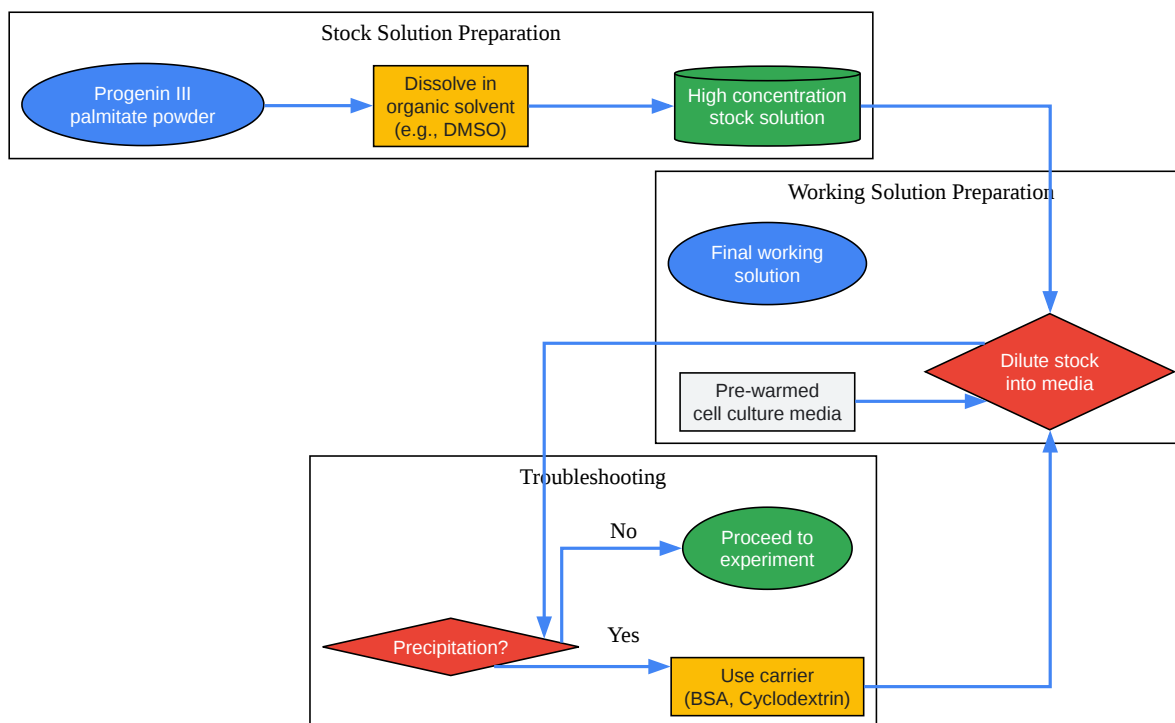 Stock Solution Preparation
Progenin III
palmitate powder
Dissolve in
organic solvent
(e.g., DMSO)
High concentration
stock solution
Working Solution Preparation
Final working
solution
Dilute stock
into media
Pre-warmed
cell culture media
Troubleshooting
No
Proceed to
experiment
Precipitation?
Yes
Use carrier
(BSA, Cyclodextrin)